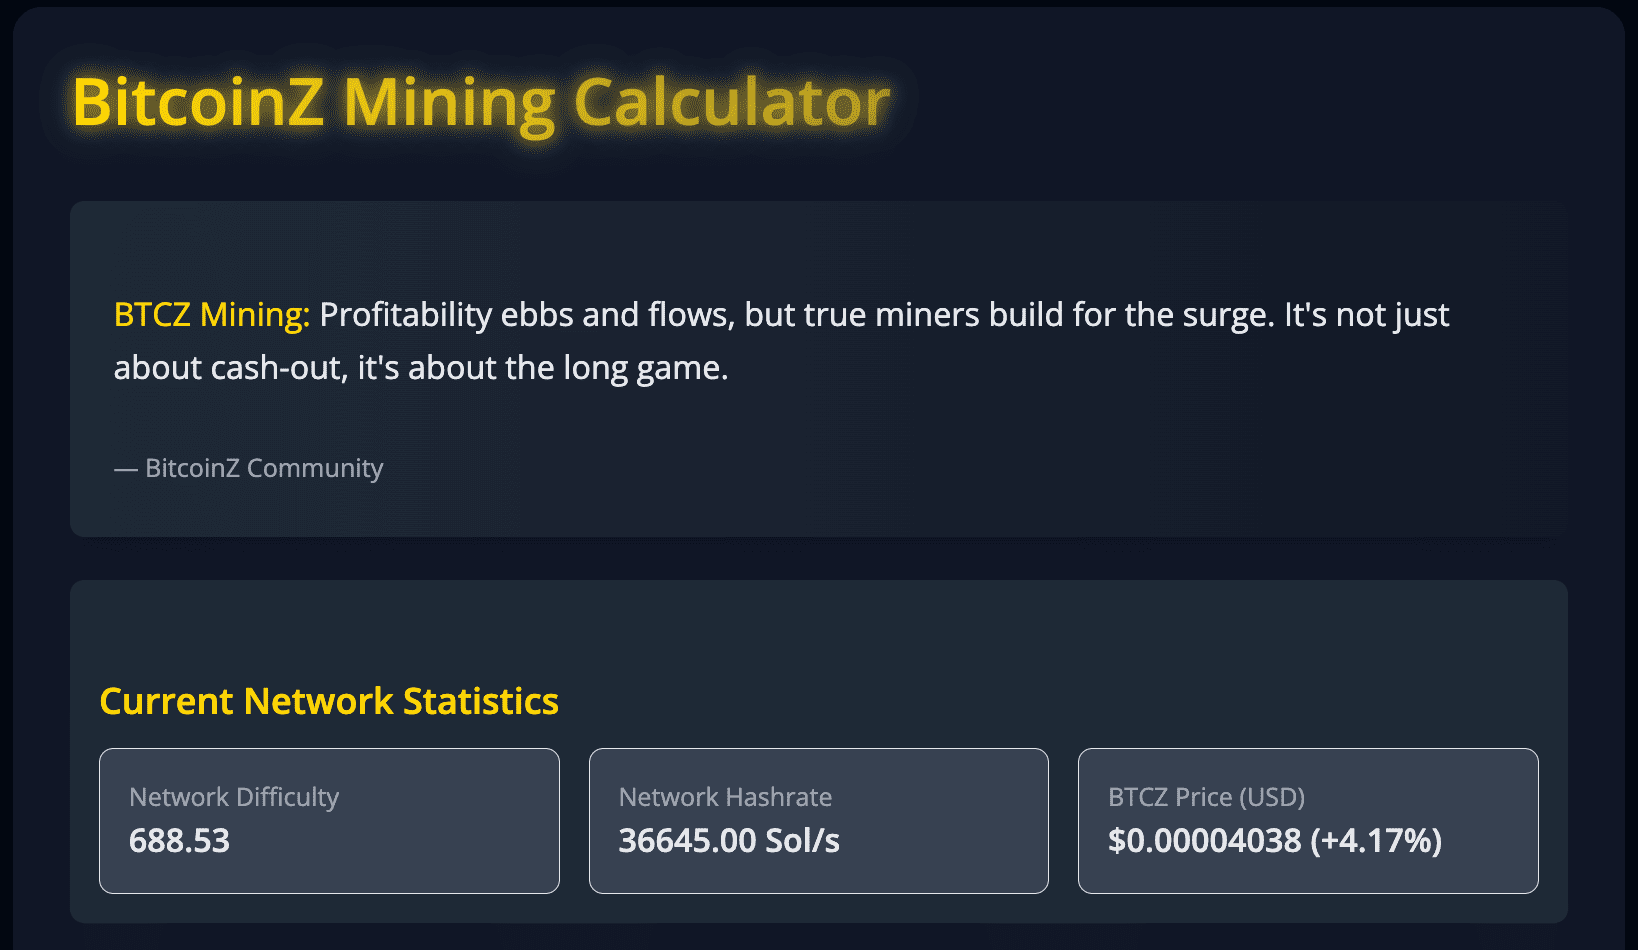 BitcoinZ Mining Calculator
BTCZ Mining: Profitability ebbs and flows, but true miners build for the surge. It's not just
about cash-out, it's about the long game.
— BitcoinZ Community
Current Network Statistics
Network Difficulty
688.53
Network Hashrate
36645.00 Sol/s
BTCZ Price (USD)
$0.00004038 (+4.17%)